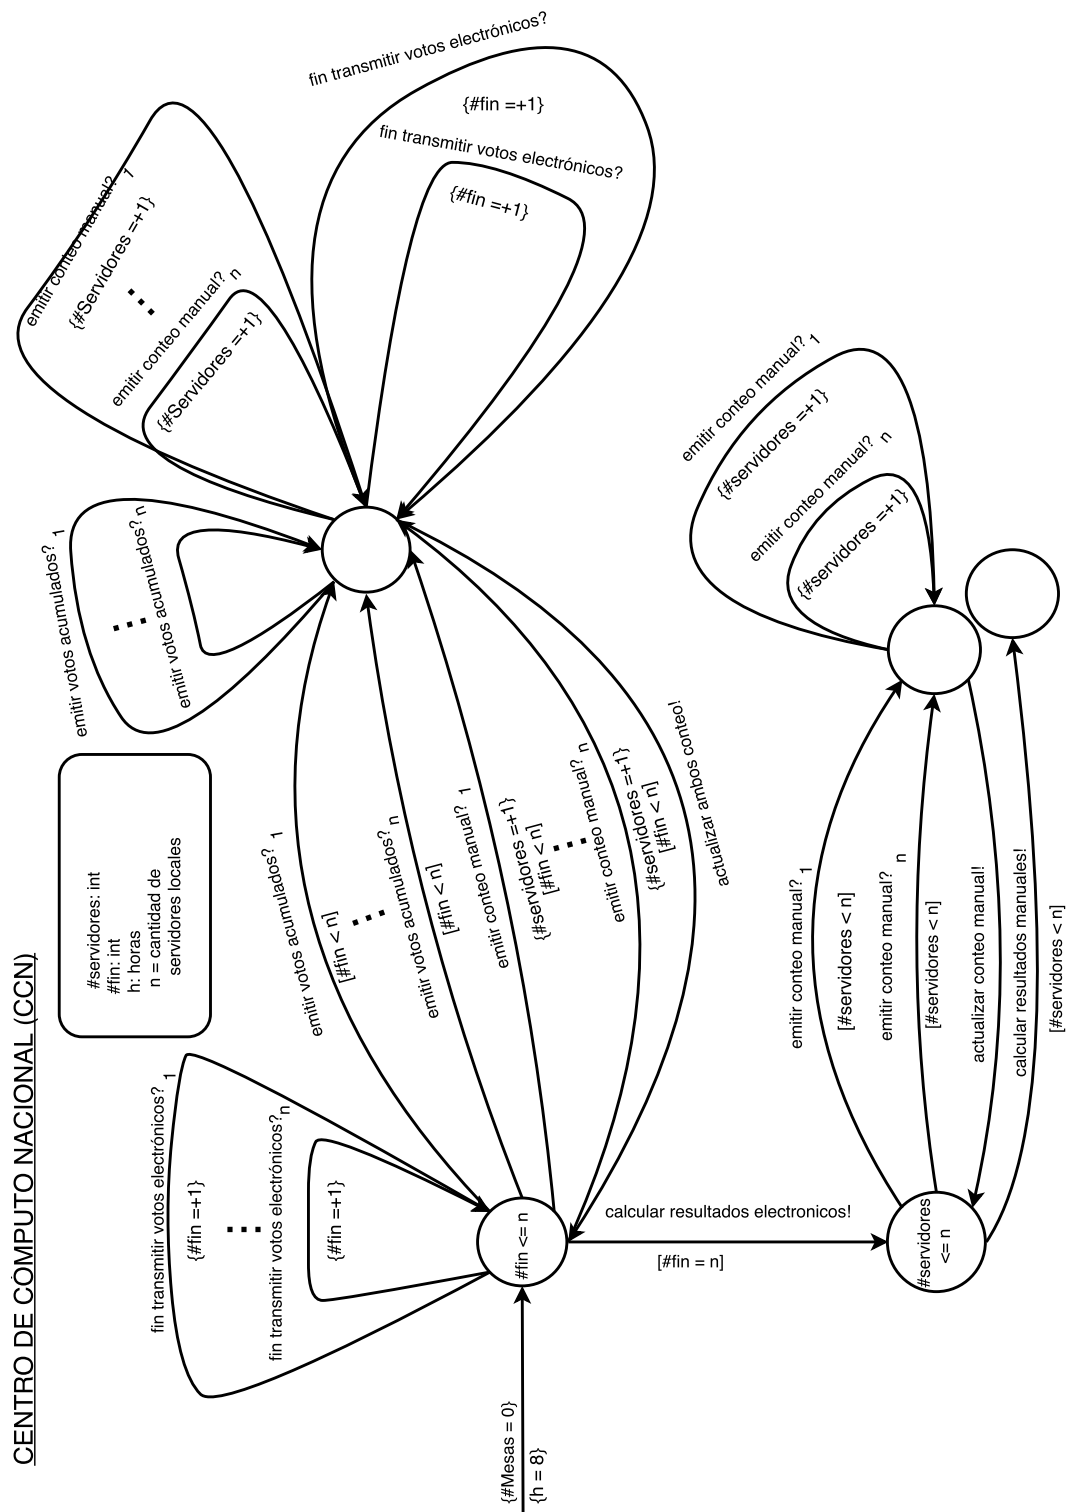 CENTRO DE CÓMPUTO NACIONAL (CCN)
#servidores: int
#fin: int
h: horas
n = cantidad de
servidores locales
{#Mesas = 0}
{h = 8}
#fin <= n
fin transmitir votos electrónicos? 1
{#fin =+1}
fin transmitir votos electrónicos? n
{#fin =+1}
emitir votos acumulados? 1
[#fin < n]
emitir votos acumulados? n
[#fin < n]
emitir conteo manual? 1
{#servidores =+1}
[#fin < n]
emitir conteo manual? n
{#servidores =+1}
[#fin < n]
actualizar ambos conteo!
emitir votos acumulados? 1
emitir votos acumulados? n
emitir conteo manual? 1
{#Servidores =+1}
emitir conteo manual? n
{#Servidores =+1}
fin transmitir votos electrónicos?
{#fin =+1}
fin transmitir votos electrónicos?
{#fin =+1}
calcular resultados electronicos!
[#fin = n]
#servidores
<= n
emitir conteo manual? 1
[#servidores < n]
emitir conteo manual? n
[#servidores < n]
actualizar conteo manual!
calcular resultados manuales!
[#servidores < n]
emitir conteo manual? 1
{#servidores =+1}
emitir conteo manual? n
{#servidores =+1}